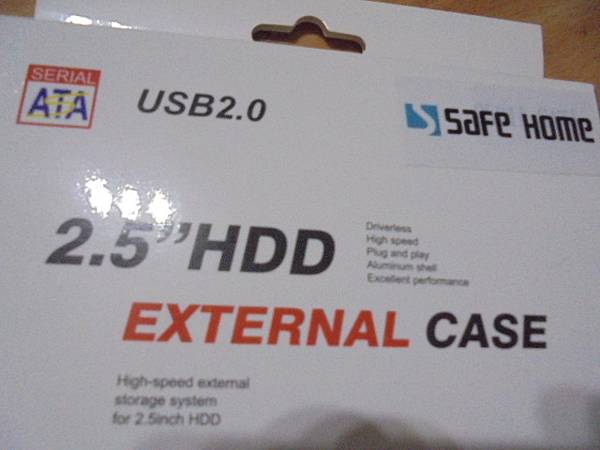 SERIAL
ATA
USB2.0
SAFE HOME
2.5"HDD
Driverless
High speed
Plug and play
Aluminum shell
Excellent performance
EXTERNAL CASE
High-speed external
storage system
for 2.5inch HDD